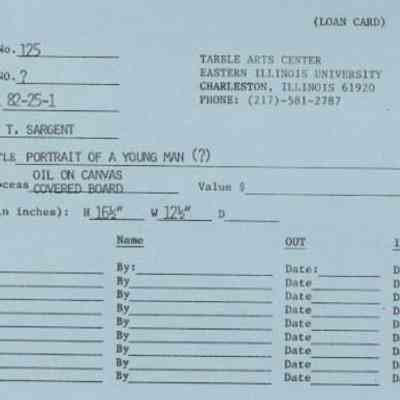 (LOAN CARD)
No. 125
TARBLE ARTS CENTER
EASTERN ILLINOIS UNIVERSITY
NO. ?
CHARLESTON, ILLINOIS 61920
82-25-1
PHONE: (217)-581-2787
T. SARGENT
TLE PORTRAIT OF A YOUNG MAN (?)
OIL ON CANVAS
ocess COVERED BOARD Value $
in inches): H 16½" W 12½" D
Name OUT
By: Date: D
By Date D
By Date D
By Date D
By Date D
By Date D
By Date D
By Date D
By Date D